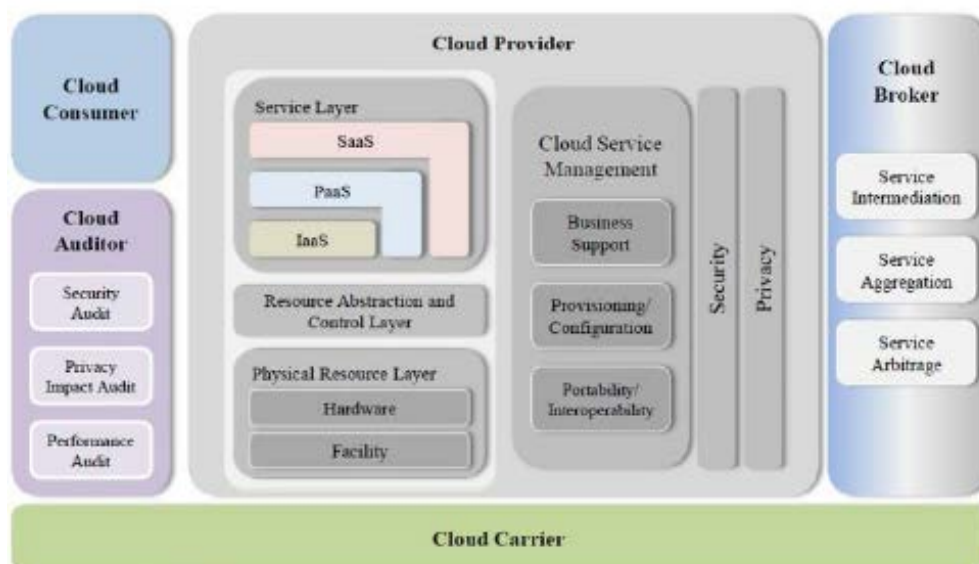 Cloud
Consumer
Cloud
Auditor
Security
Audit
Privacy
Impact Audit
Performance
Audit
Cloud Provider
Service Layer
SaaS
PaaS
IaaS
Resource Abstraction and
Control Layer
Physical Resource Layer
Hardware
Facility
Cloud Service
Management
Business
Support
Provisioning/
Configuration
Portability/
Interoperability
Security
Privacy
Cloud
Broker
Service
Intermediation
Service
Aggregation
Service
Arbitrage
Cloud Carrier